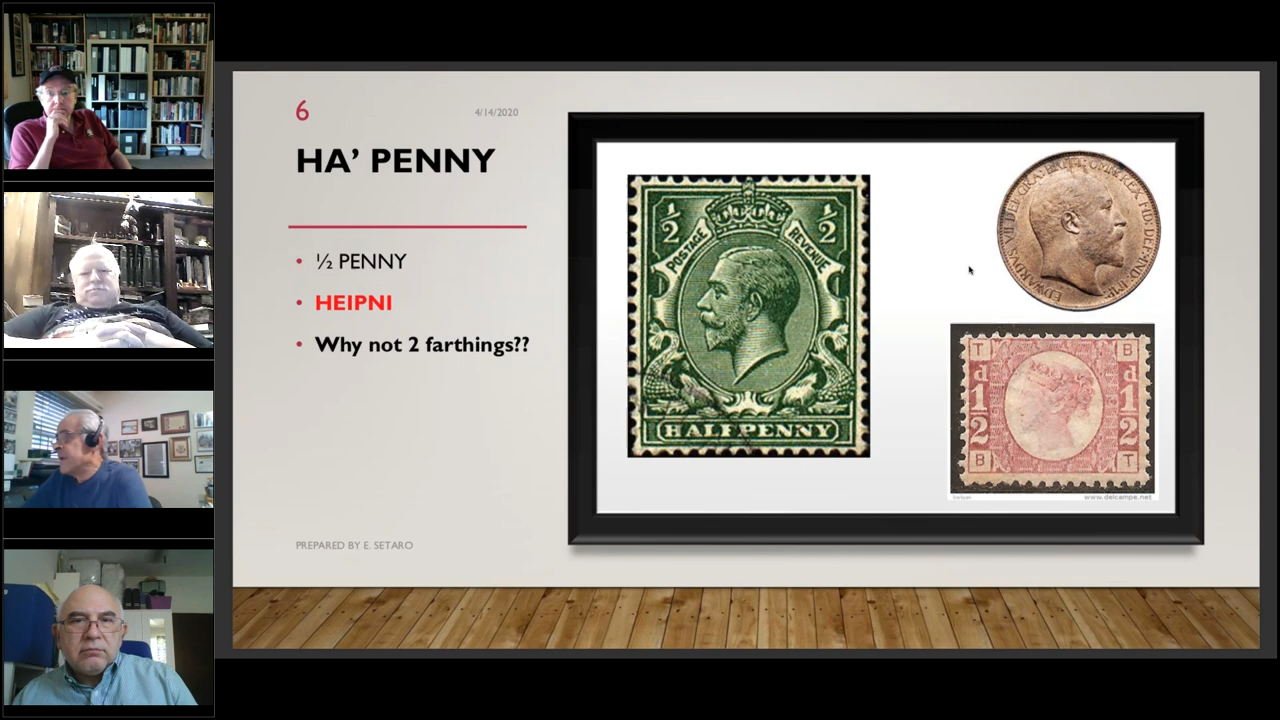 6
4/14/2020
HA’ PENNY
• ½ PENNY
• HEIPNI
• Why not 2 farthings??
PREPARED BY E. SETARO
½ ½
POSTAGE REVENUE
HALFPENNY
EDWARDVS VII DEI GRA: BRITT: OMN: REX FID: DEF: IND: IMP:
T B
d d
1/2 1/2
B T
www.delcampe.net